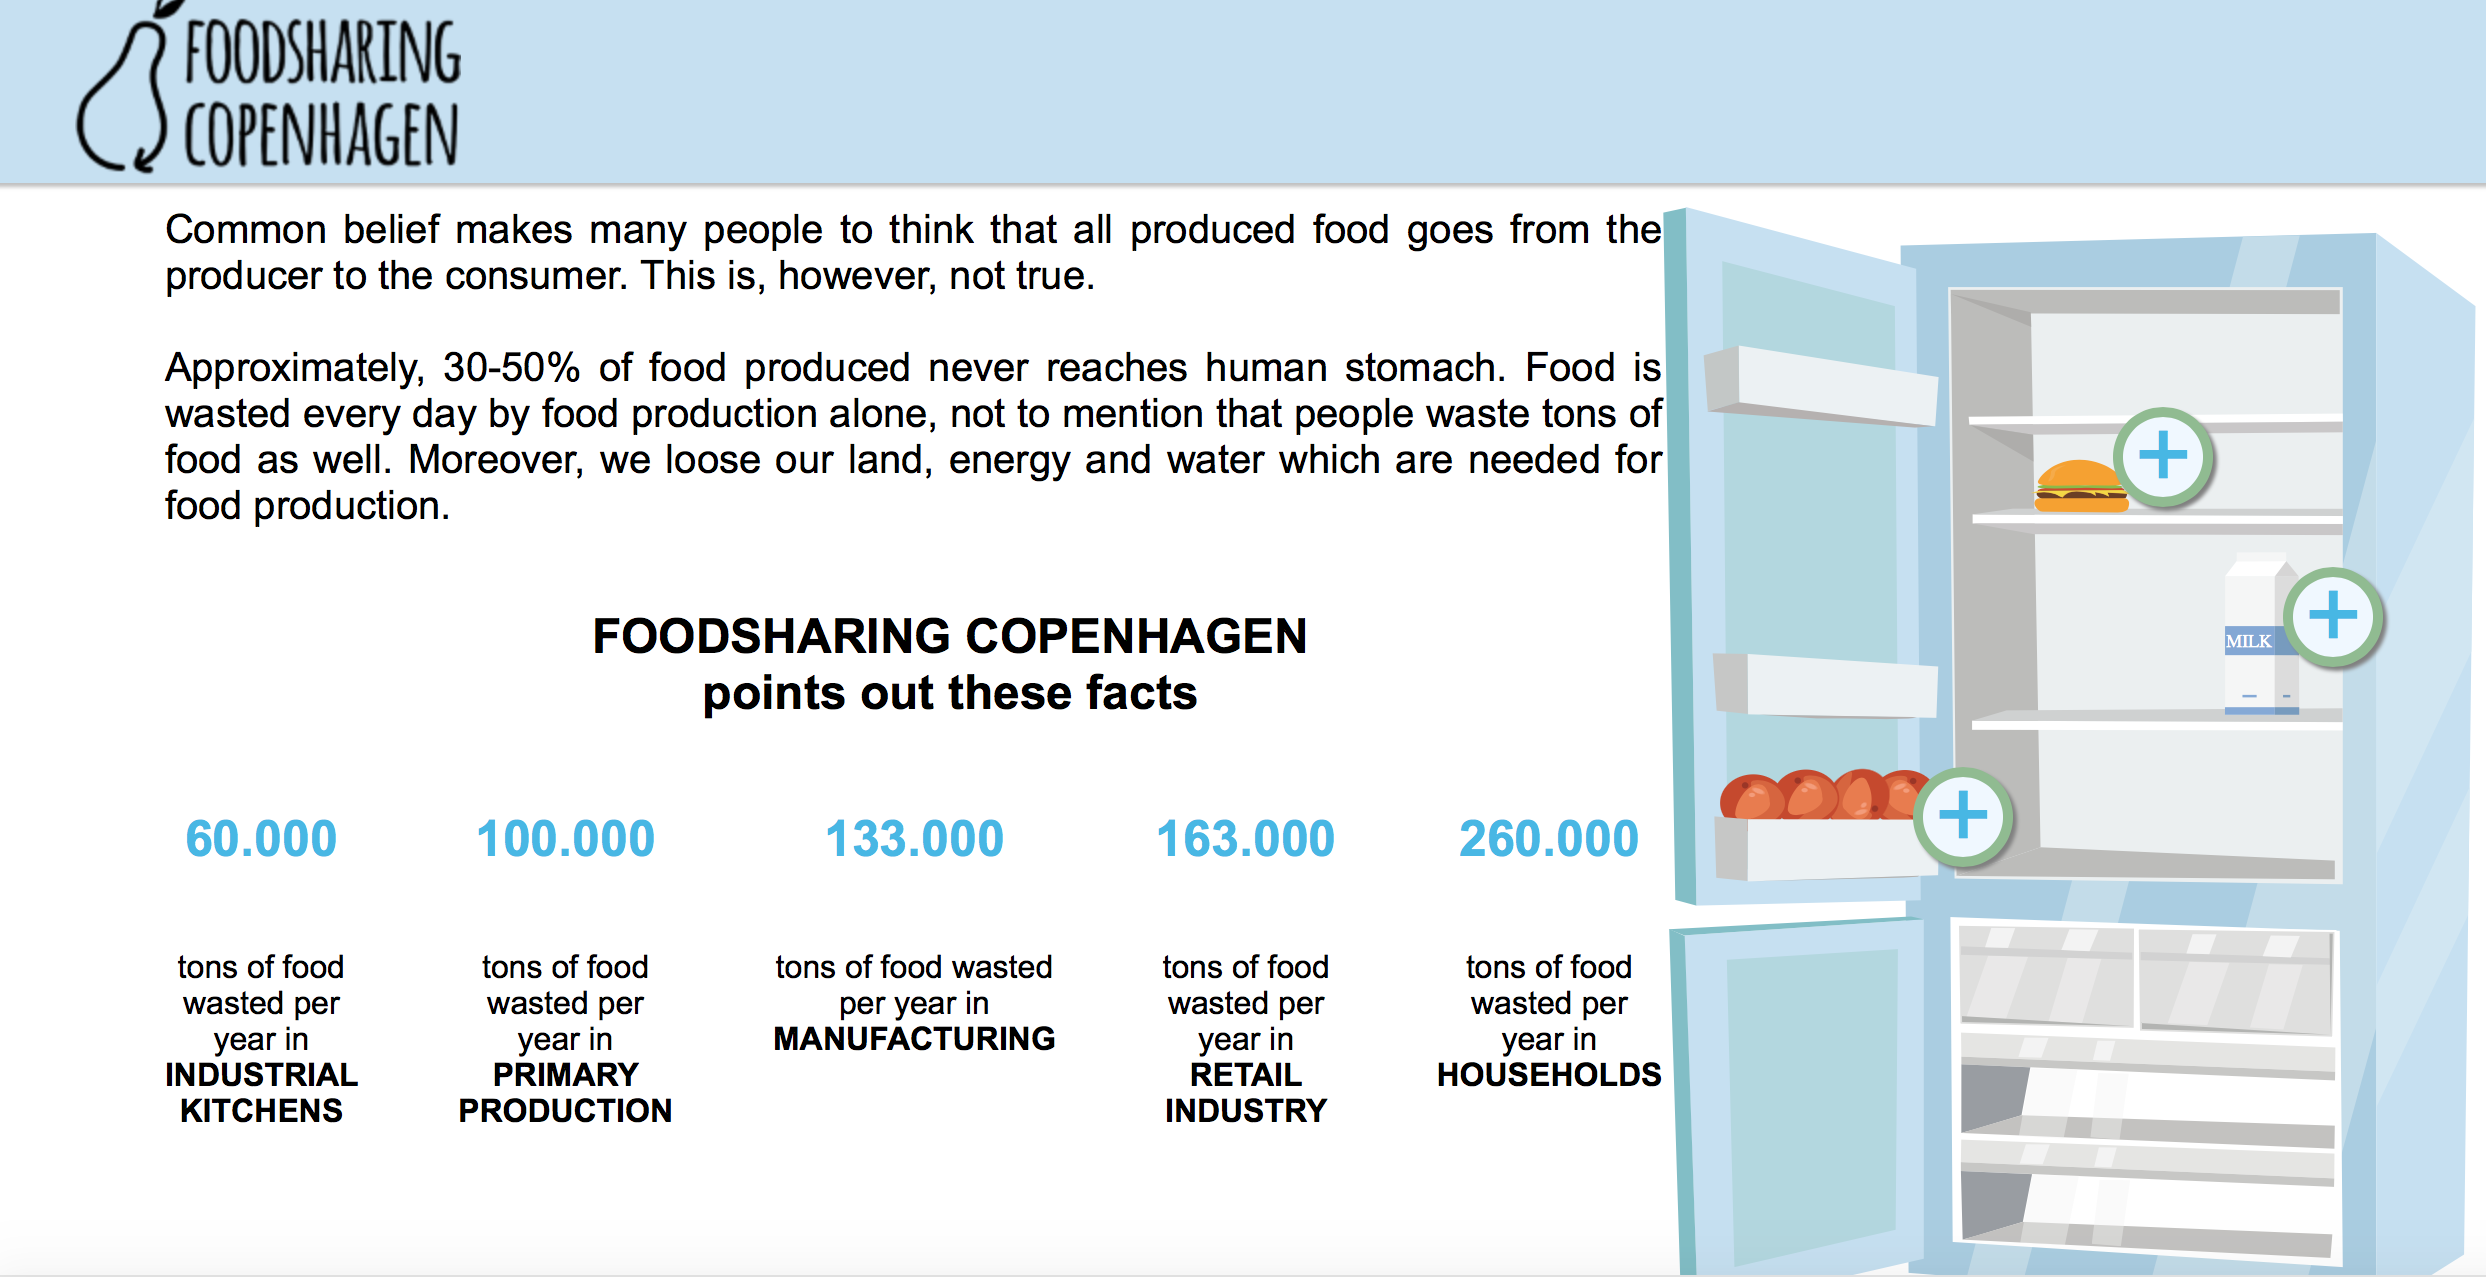 FOODSHARING
COPENHAGEN
Common belief makes many people to think that all produced food goes from the
producer to the consumer. This is, however, not true.
Approximately, 30-50% of food produced never reaches human stomach. Food is
wasted every day by food production alone, not to mention that people waste tons of
food as well. Moreover, we loose our land, energy and water which are needed for
food production.
FOODSHARING COPENHAGEN
points out these facts
60.000
tons of food
wasted per
year in
INDUSTRIAL
KITCHENS
100.000
tons of food
wasted per
year in
PRIMARY
PRODUCTION
133.000
tons of food wasted
per year in
MANUFACTURING
163.000
tons of food
wasted per
year in
RETAIL
INDUSTRY
260.000
tons of food
wasted per
year in
HOUSEHOLDS
MILK